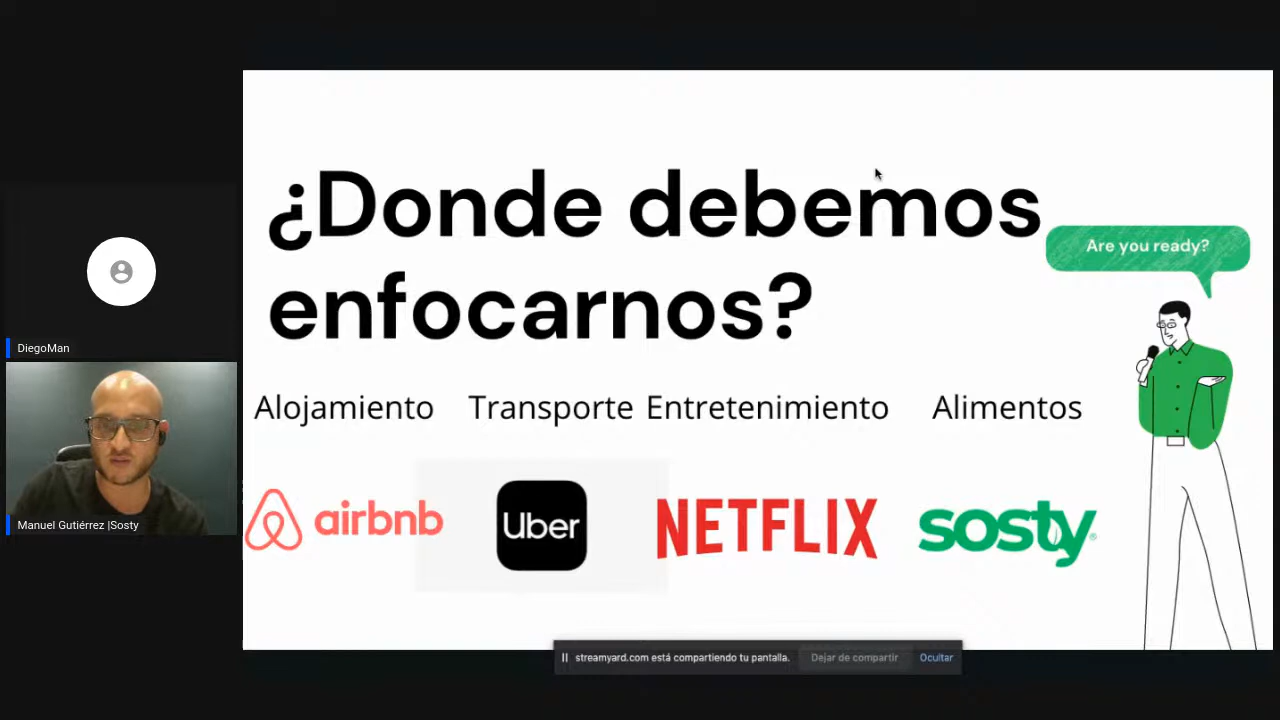 ¿Donde debemos
enfocarnos?
Are you ready?
Alojamiento Transporte Entretenimiento Alimentos
airbnb Uber NETFLIX sosty®
DiegoMan
Manuel Gutiérrez |Sosty
streamyard.com está compartiendo tu pantalla. Dejar de compartir Ocultar